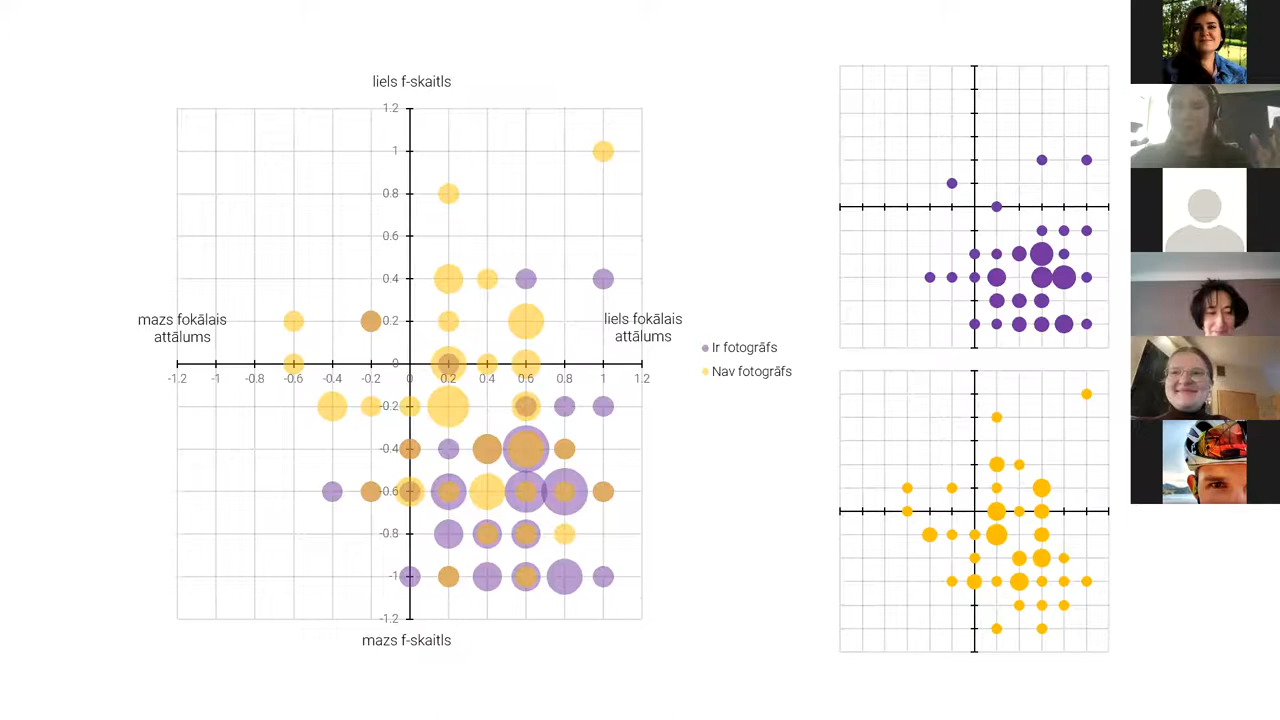 liels f-skaitls
1.2
1
0.8
0.6
0.4
mazs fokālais
attālums
0.2
liels fokālais
attālums
Ir fotogrāfs
Nav fotogrāfs
0
-1.2 -1 -0.8 -0.6 -0.4 -0.2 0 0.2 0.4 0.6 0.8 1 1.2
-0.2
-0.4
-0.6
-0.8
-1
-1.2
mazs f-skaitls